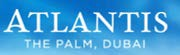 ATLANTIS
THE PALM, DUBAI